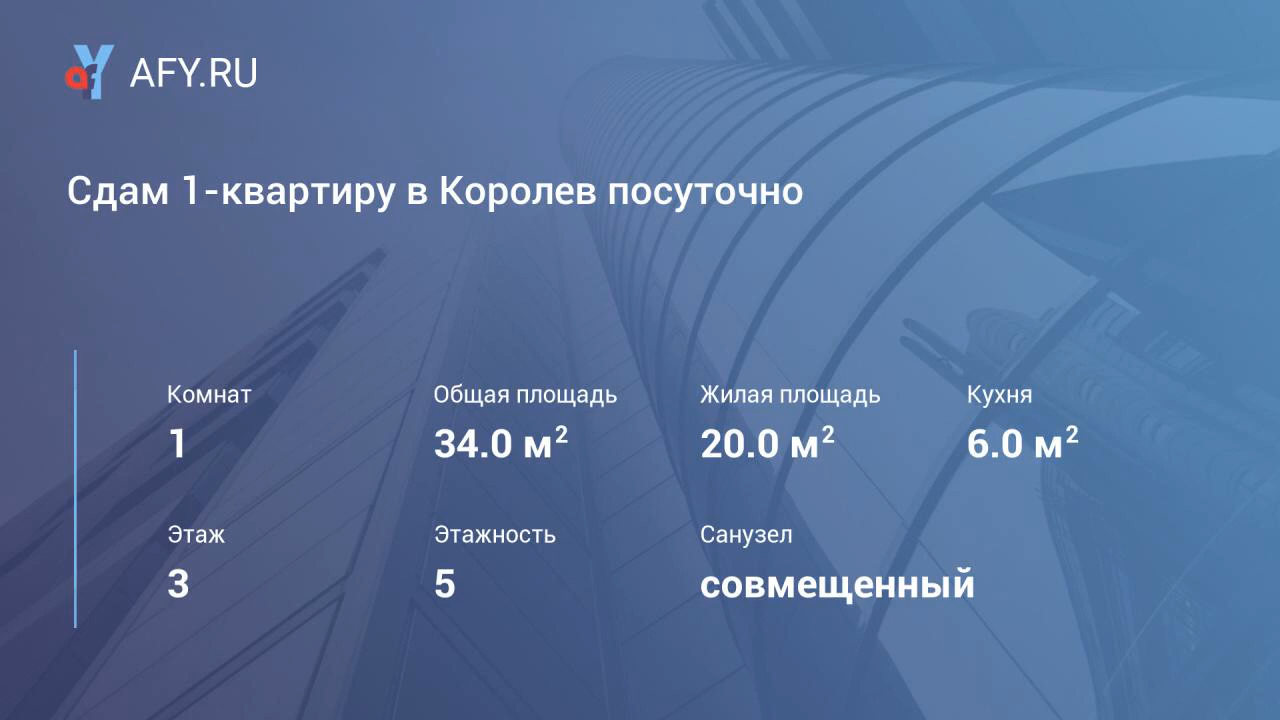 AFY.RU
Сдам 1-квартиру в Королев посуточно
Комнат
1
Общая площадь
34.0 м²
Жилая площадь
20.0 м²
Кухня
6.0 м²
Этаж
3
Этажность
5
Санузел
совмещенный